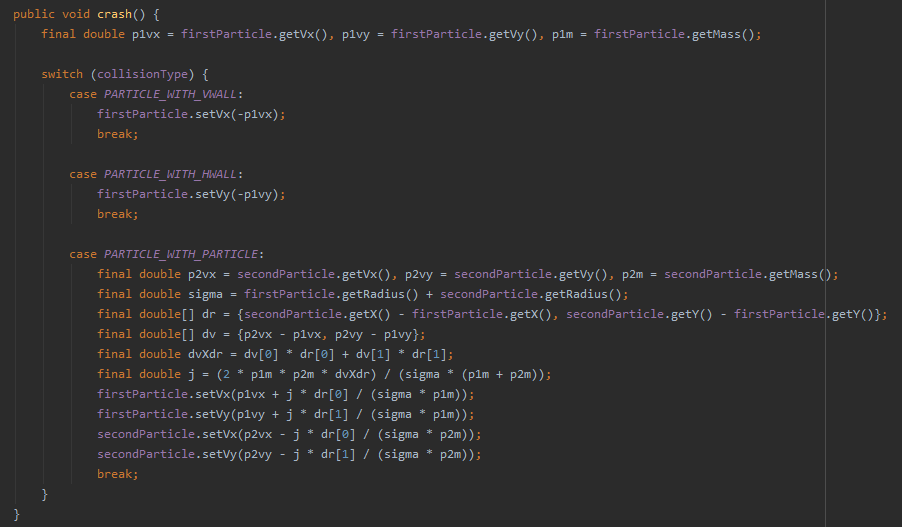 public void crash() {
final double p1vx = firstParticle.getVx(), p1vy = firstParticle.getVy(), p1m = firstParticle.getMass();
switch (collisionType) {
case PARTICLE_WITH_VWALL:
firstParticle.setVx(-p1vx);
break;
case PARTICLE_WITH_HWALL:
firstParticle.setVy(-p1vy);
break;
case PARTICLE_WITH_PARTICLE:
final double p2vx = secondParticle.getVx(), p2vy = secondParticle.getVy(), p2m = secondParticle.getMass();
final double sigma = firstParticle.getRadius() + secondParticle.getRadius();
final double[] dr = {secondParticle.getX() - firstParticle.getX(), secondParticle.getY() - firstParticle.getY()};
final double[] dv = {p2vx - p1vx, p2vy - p1vy};
final double dvXdr = dv[0] * dr[0] + dv[1] * dr[1];
final double j = (2 * p1m * p2m * dvXdr) / (sigma * (p1m + p2m));
firstParticle.setVx(p1vx + j * dr[0] / (sigma * p1m));
firstParticle.setVy(p1vy + j * dr[1] / (sigma * p1m));
secondParticle.setVx(p2vx - j * dr[0] / (sigma * p2m));
secondParticle.setVy(p2vy - j * dr[1] / (sigma * p2m));
break;
}
}